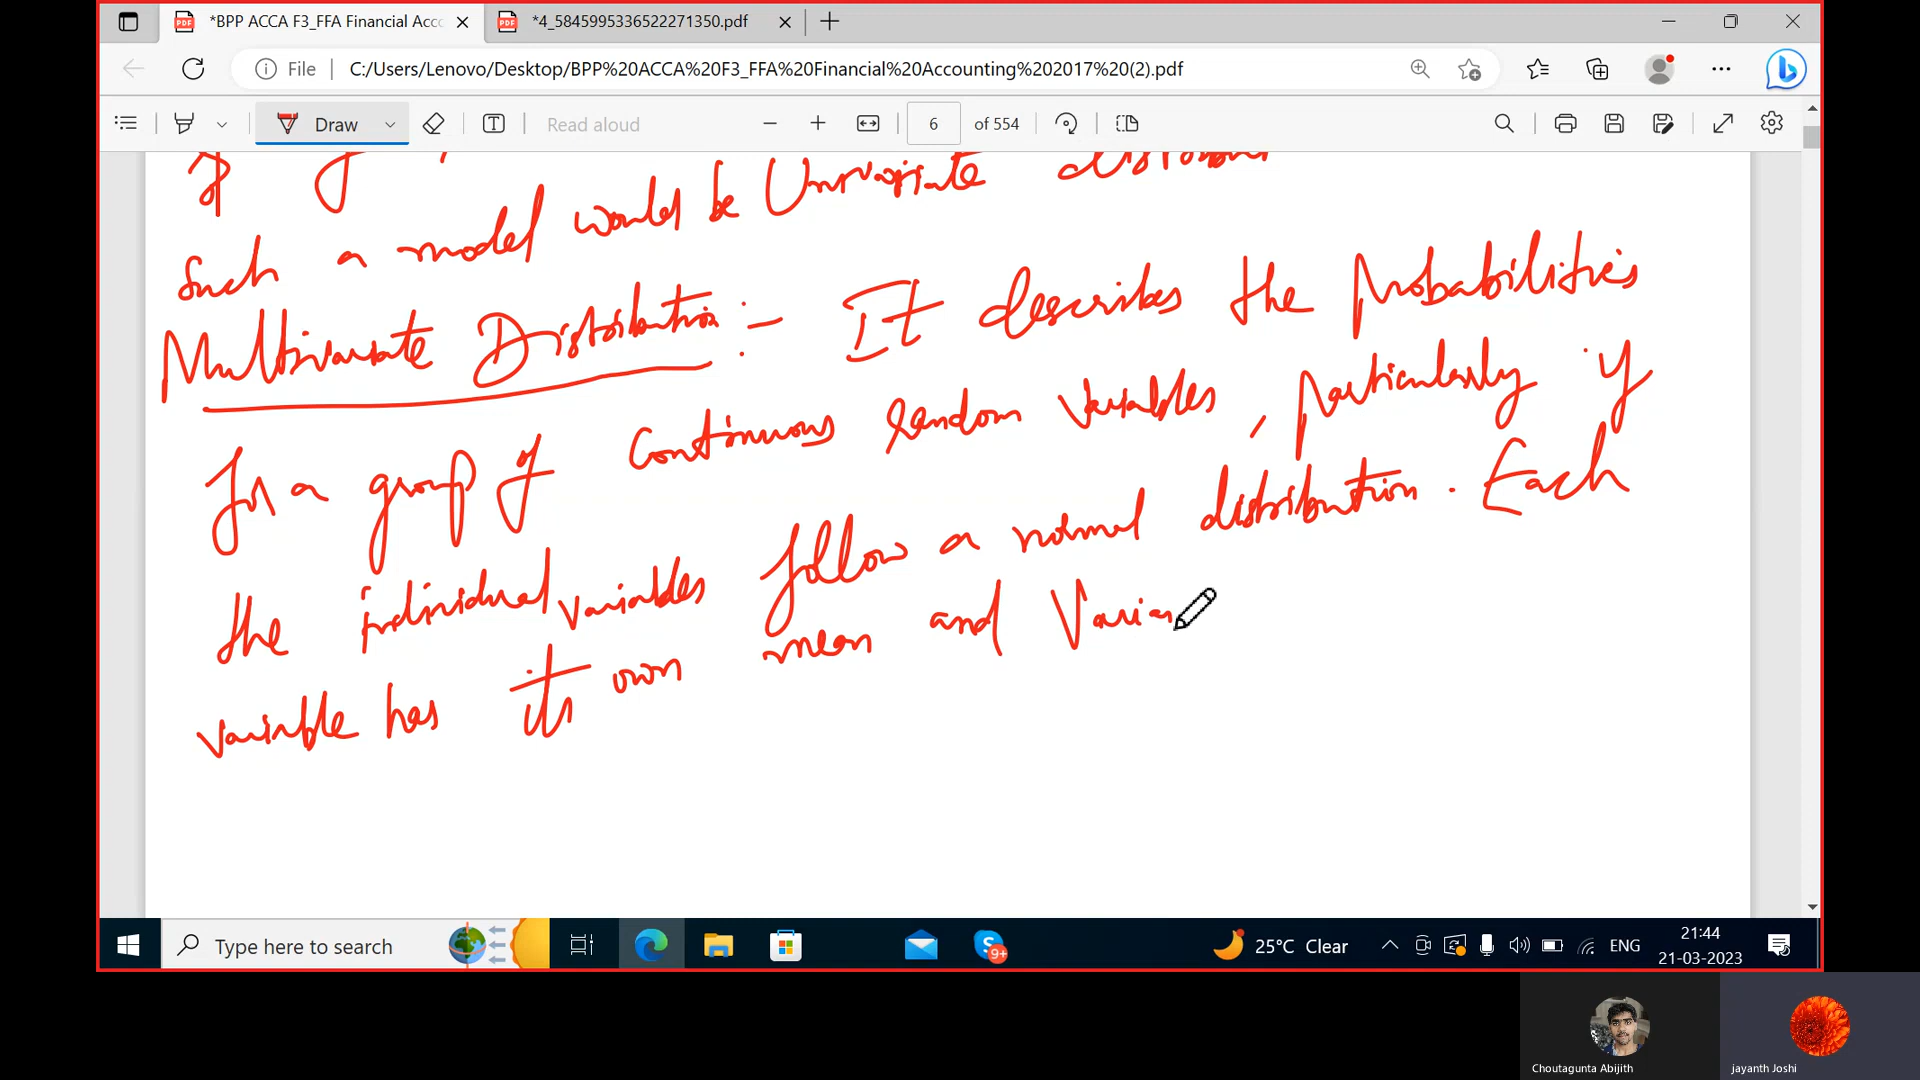 *BPP ACCA F3_FFA Financial Acc
*4_5845995336522271350.pdf
File
C:/Users/Lenovo/Desktop/BPP%20ACCA%20F3_FFA%20Financial%20Accounting%202017%20(2).pdf
Draw
Read aloud
6 of 554
Such a model would be Univariate
Multivariate Distribution :- It describes the Probabilities
for a group of Continuous random variables, particularly if
the individual variables follow a normal distribution. Each
variable has its own mean and Varian
Type here to search
25°C Clear
9+
ENG
21:44
21-03-2023
Choutagunta Abijith
jayanth Joshi